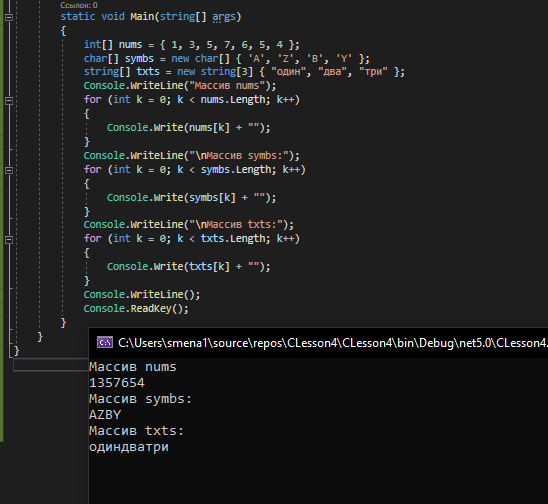 Ссылок: 0
static void Main(string[] args)
{
int[] nums = { 1, 3, 5, 7, 6, 5, 4 };
char[] symbs = new char[] { 'A', 'Z', 'B', 'Y' };
string[] txts = new string[3] { "один", "два", "три" };
Console.WriteLine("Массив nums");
for (int k = 0; k < nums.Length; k++)
{
Console.Write(nums[k] + "");
}
Console.WriteLine("\nМассив symbs:");
for (int k = 0; k < symbs.Length; k++)
{
Console.Write(symbs[k] + "");
}
Console.WriteLine("\nМассив txts:");
for (int k = 0; k < txts.Length; k++)
{
Console.Write(txts[k] + "");
}
Console.WriteLine();
Console.ReadKey();
}
}
}
C:\Users\smena1\source\repos\CLesson4\CLesson4\bin\Debug\net5.0\CLesson4.
Массив nums
1357654
Массив symbs:
AZBY
Массив txts:
одиндватри